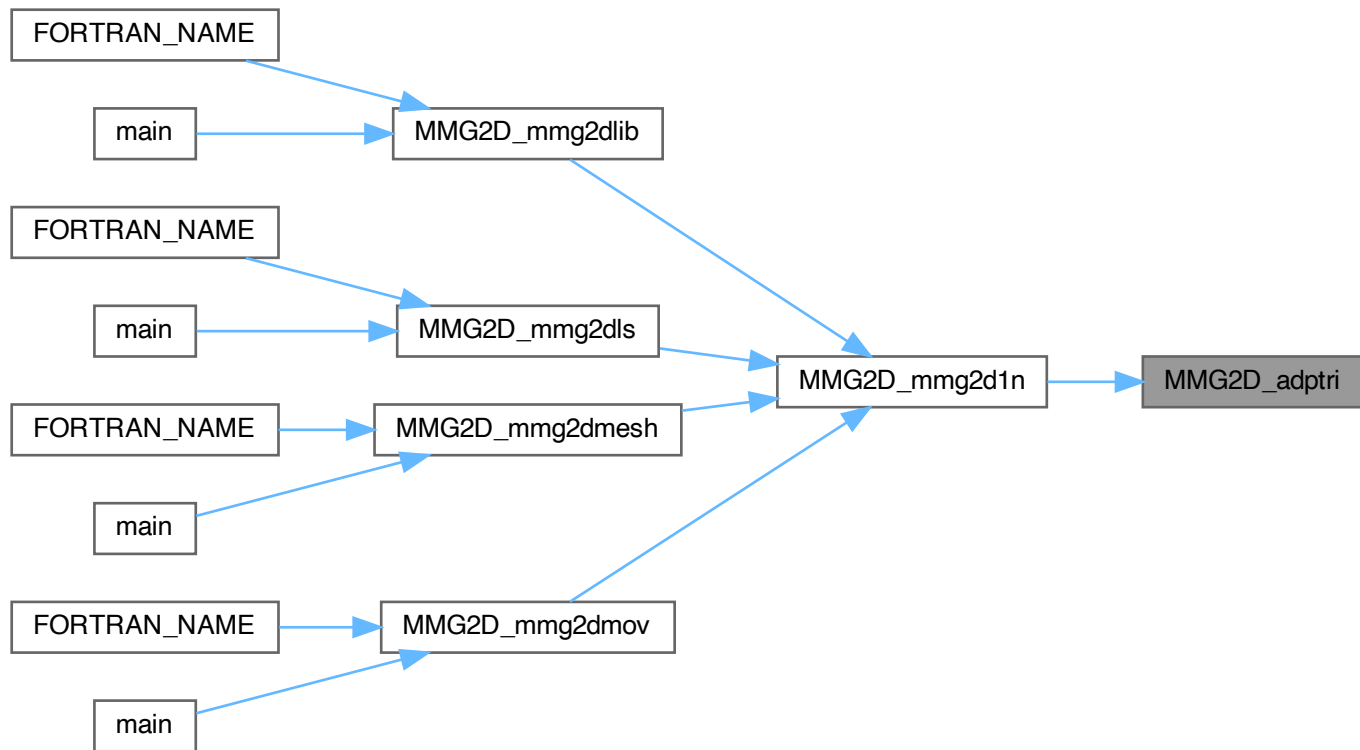 FORTRAN_NAME
main
MMG2D_mmg2dlib
FORTRAN_NAME
main
MMG2D_mmg2dls
MMG2D_mmg2d1n
MMG2D_adptri
FORTRAN_NAME
MMG2D_mmg2dmesh
main
FORTRAN_NAME
MMG2D_mmg2dmov
main